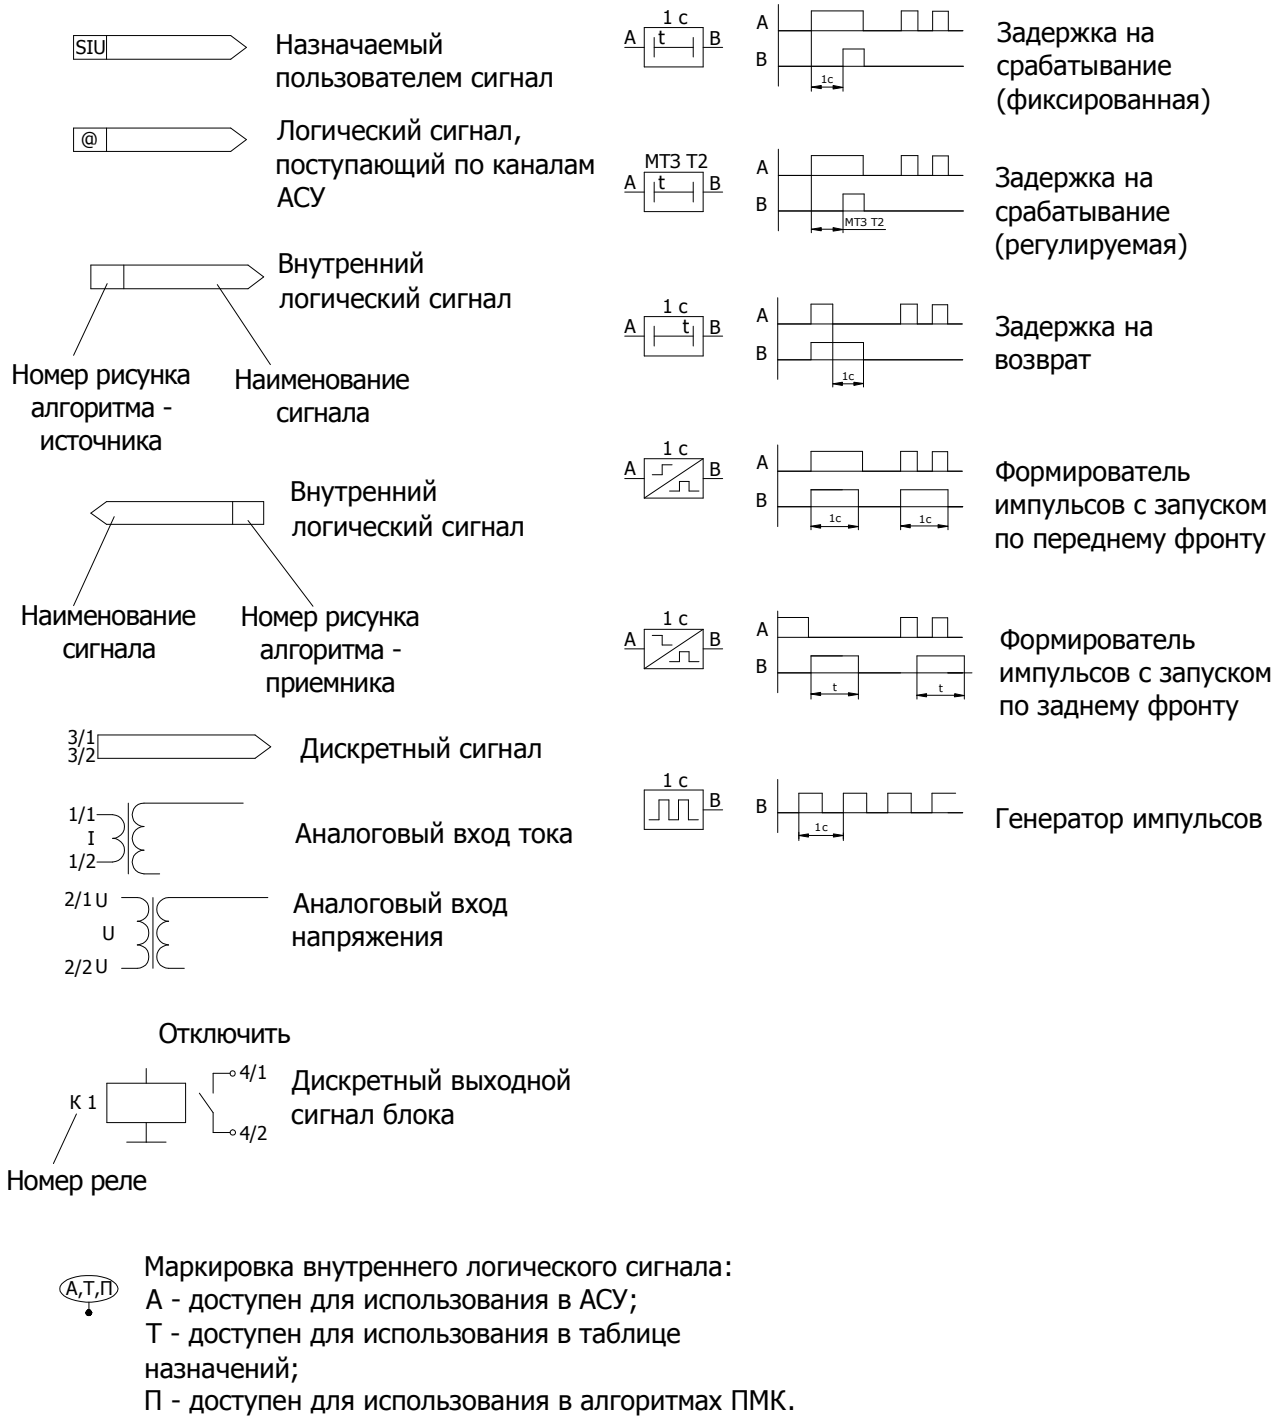 SIU
Назначаемый
пользователем сигнал
@
Логический сигнал,
поступающий по каналам
АСУ
Внутренний
логический сигнал
Номер рисунка
алгоритма -
источника
Наименование
сигнала
Внутренний
логический сигнал
Наименование
сигнала
Номер рисунка
алгоритма -
приемника
3/1
3/2
Дискретный сигнал
1/1
I
1/2
Аналоговый вход тока
2/1 U
U
2/2 U
Аналоговый вход
напряжения
Отключить
К 1
4/1
4/2
Дискретный выходной
сигнал блока
Номер реле
А,Т,П
Маркировка внутреннего логического сигнала:
А - доступен для использования в АСУ;
Т - доступен для использования в таблице
назначений;
П - доступен для использования в алгоритмах ПМК.
1 с
А t В
А
В
1с
Задержка на
срабатывание
(фиксированная)
МТЗ Т2
А t В
А
В
МТЗ Т2
Задержка на
срабатывание
(регулируемая)
1 с
А t В
А
В
1с
Задержка на
возврат
1 с
А В
А
В
1с 1с
Формирователь
импульсов с запуском
по переднему фронту
1 с
А В
А
В
t t
Формирователь
импульсов с запуском
по заднему фронту
1 с
В
В
1с
Генератор импульсов